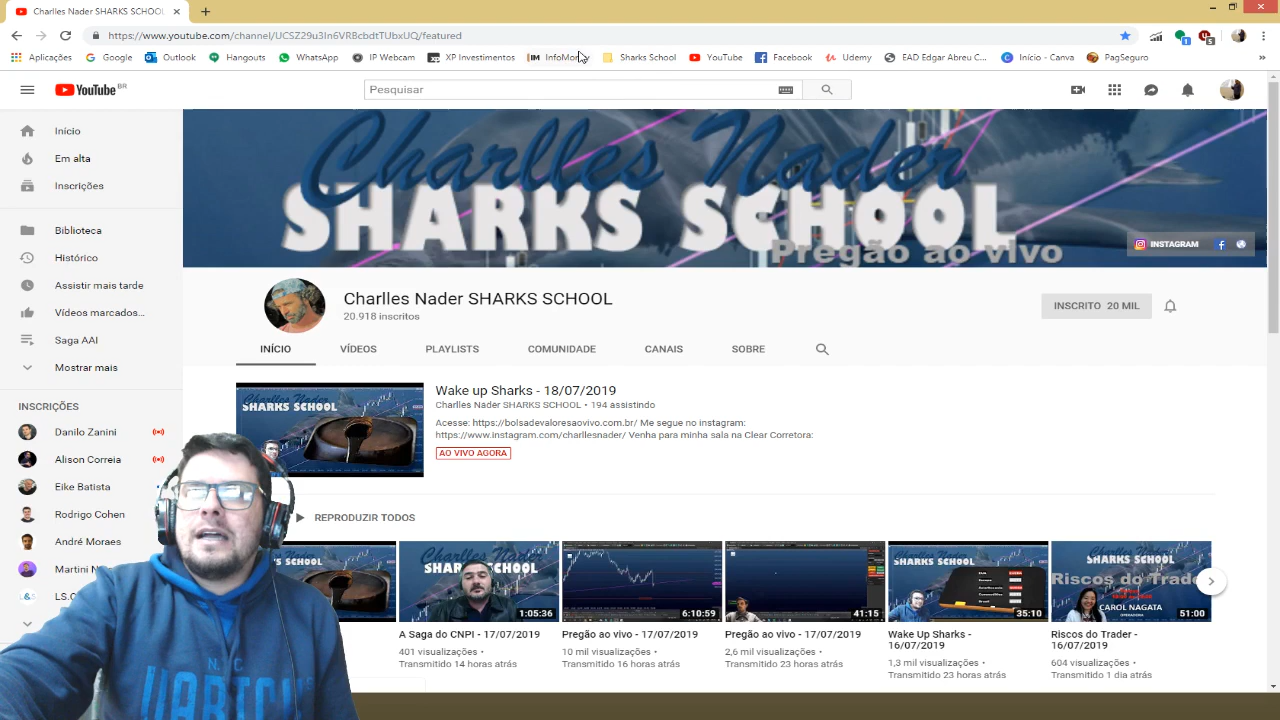 Charlles Nader SHARKS SCHOOL
https://www.youtube.com/channel/UCSZ29u3In6VRBcbdtTUbxUQ/featured
Aplicações Google Outlook Hangouts WhatsApp IP Webcam XP Investimentos Sharks School YouTube Facebook Udemy EAD Edgar Abreu C... Início - Canva PagSeguro
YouTube BR
Pesquisar
Início
Em alta
Inscrições
Biblioteca
Histórico
Assistir mais tarde
Vídeos marcados...
Saga AAI
Mostrar mais
INSCRIÇÕES
Danilo Zanini
Alison Correia
Eike Batista
Rodrigo Cohen
André Moraes
Charlles Nader
SHARKS SCHOOL
Pregão ao vivo
INSTAGRAM
Charlles Nader SHARKS SCHOOL
20.918 inscritos
INSCRITO 20 MIL
INÍCIO VÍDEOS PLAYLISTS COMUNIDADE CANAIS SOBRE
Charlles Nader
SHARKS SCHOOL
Wake up Sharks - 18/07/2019
Charlles Nader SHARKS SCHOOL • 194 assistindo
Acesse: https://bolsadevaloresaovivo.com.br/ Me segue no instagram:
https://www.instagram.com/charllesnader/ Venha para minha sala na Clear Corretora:
AO VIVO AGORA
REPRODUZIR TODOS
Charlles Nader
SHARKS SCHOOL
1:05:36
A Saga do CNPI - 17/07/2019
401 visualizações •
Transmitido 14 horas atrás
6:10:59
Pregão ao vivo - 17/07/2019
10 mil visualizações •
Transmitido 16 horas atrás
41:15
Pregão ao vivo - 17/07/2019
2,6 mil visualizações •
Transmitido 23 horas atrás
35:10
Wake Up Sharks -
16/07/2019
1,3 mil visualizações •
Transmitido 23 horas atrás
SHARKS SCHOOL
Riscos do Trade
CAROL NAGATA
51:00
Riscos do Trader -
16/07/2019
604 visualizações •
Transmitido 1 dia atrás